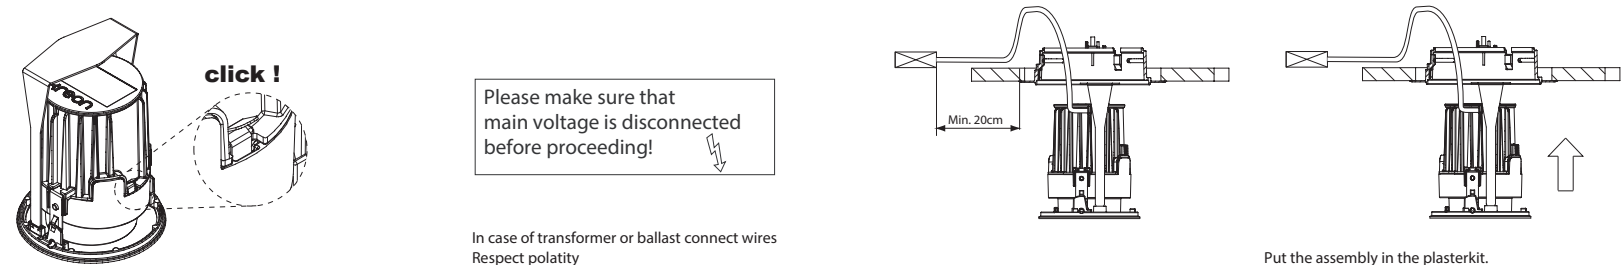 click !
Please make sure that
main voltage is disconnected
before proceeding!
In case of transformer or ballast connect wires
Respect polatity
Min. 20cm
Put the assembly in the plasterkit.